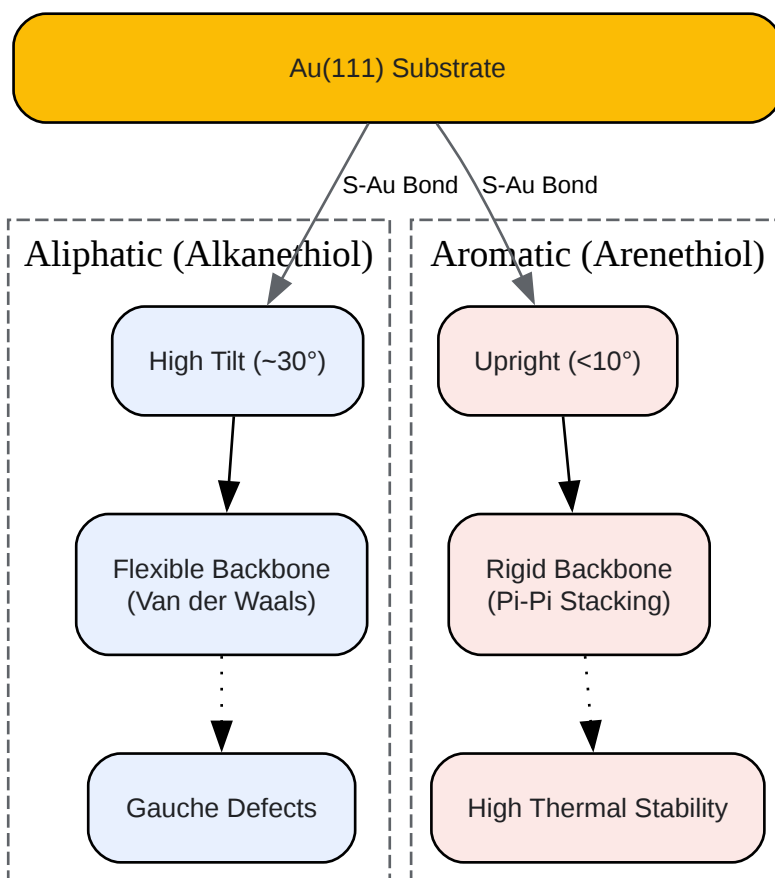 Au(111) Substrate
S-Au Bond
S-Au Bond
Aliphatic (Alkanethiol)
High Tilt (~30°)
Flexible Backbone
(Van der Waals)
Gauche Defects
Aromatic (Arenethiol)
Upright (<10°)
Rigid Backbone
(Pi-Pi Stacking)
High Thermal Stability